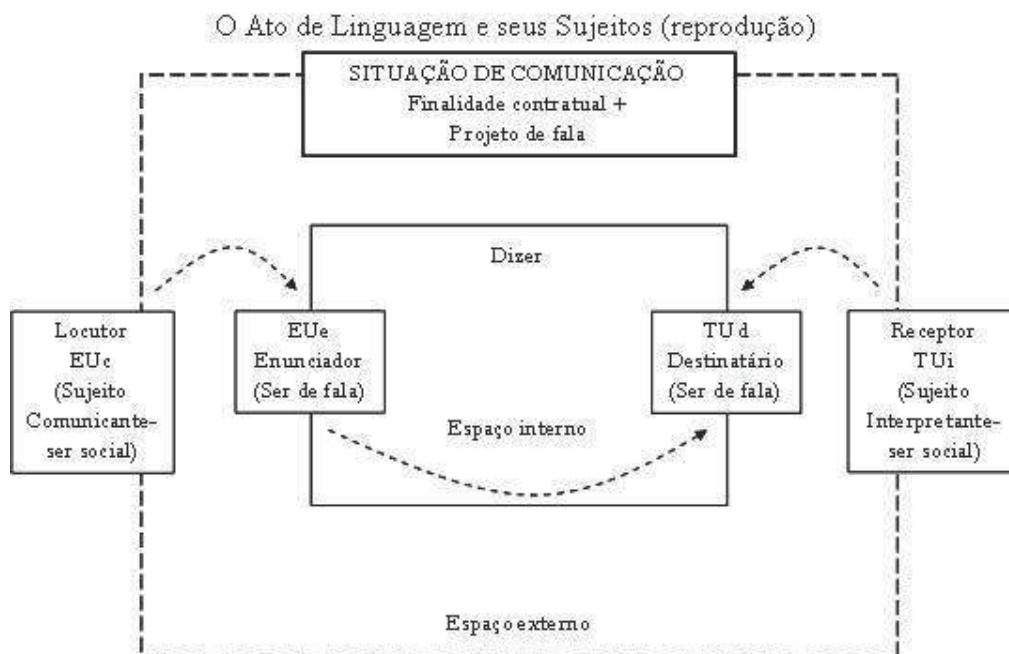 O Ato de Linguagem e seus Sujeitos (reprodução)
SITUAÇÃO DE COMUNICAÇÃO
Finalidade contratual +
Projeto de fala
Dizer
Locutor
EUc
(Sujeito
Comunicante-
ser social)
EUe
Enunciador
(Ser de fala)
TUd
Destinatário
(Ser de fala)
Receptor
TUi
(Sujeito
Interpretante-
ser social)
Espaço interno
Espaço externo